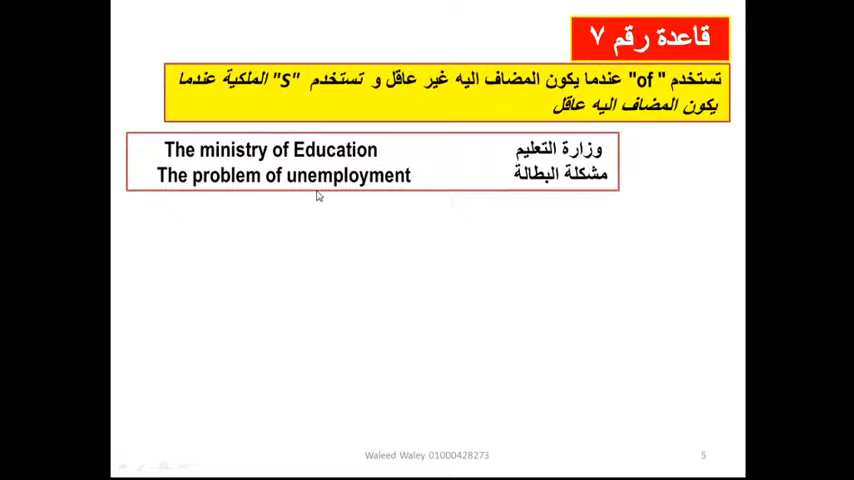 قاعدة رقم ٧
تستخدم " of" عندما يكون المضاف اليه غير عاقل و تستخدم "S" الملكية عندما
يكون المضاف اليه عاقل
The ministry of Education وزارة التعليم
The problem of unemployment مشكلة البطالة
Waleed Waley 01000428273 5